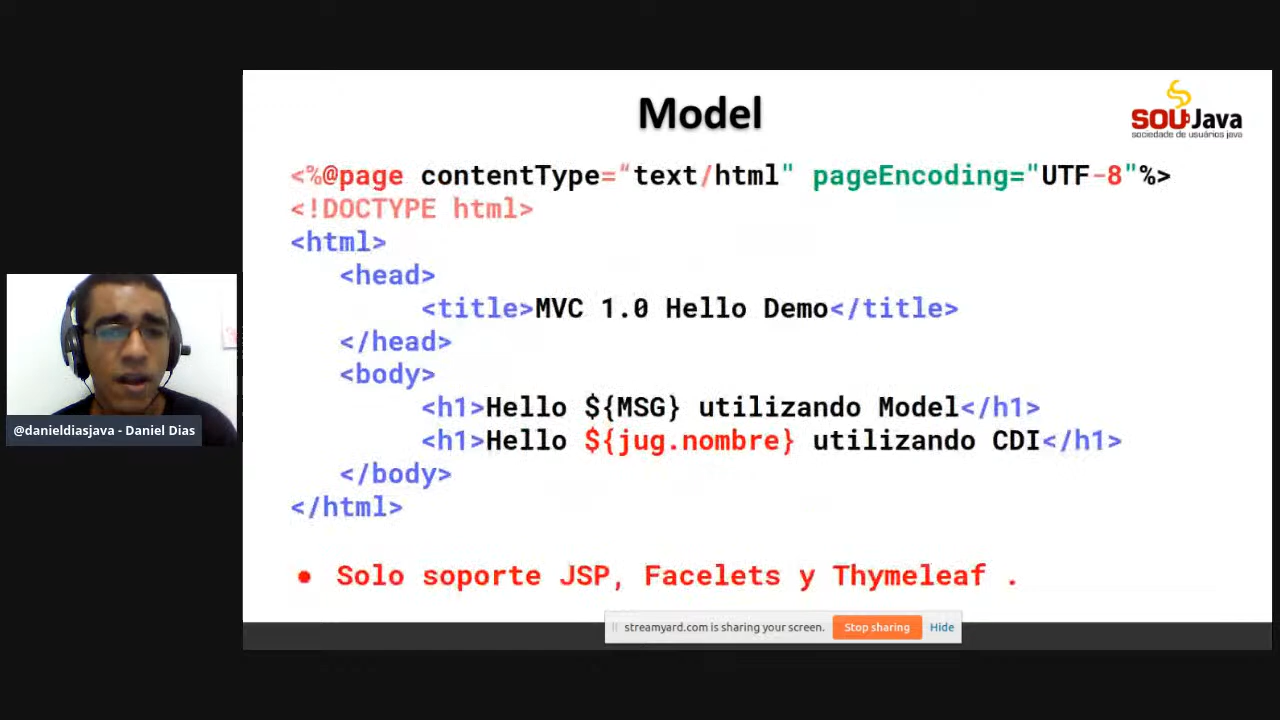 Model
SOUJava
sociedade de usuários java
<%@page contentType=“text/html" pageEncoding="UTF-8"%>
<!DOCTYPE html>
<html>
<head>
<title>MVC 1.0 Hello Demo</title>
</head>
<body>
<h1>Hello ${MSG} utilizando Model</h1>
<h1>Hello ${jug.nombre} utilizando CDI</h1>
</body>
</html>
• Solo soporte JSP, Facelets y Thymeleaf .
@danieldiasjava - Daniel Dias
streamyard.com is sharing your screen. Stop sharing Hide